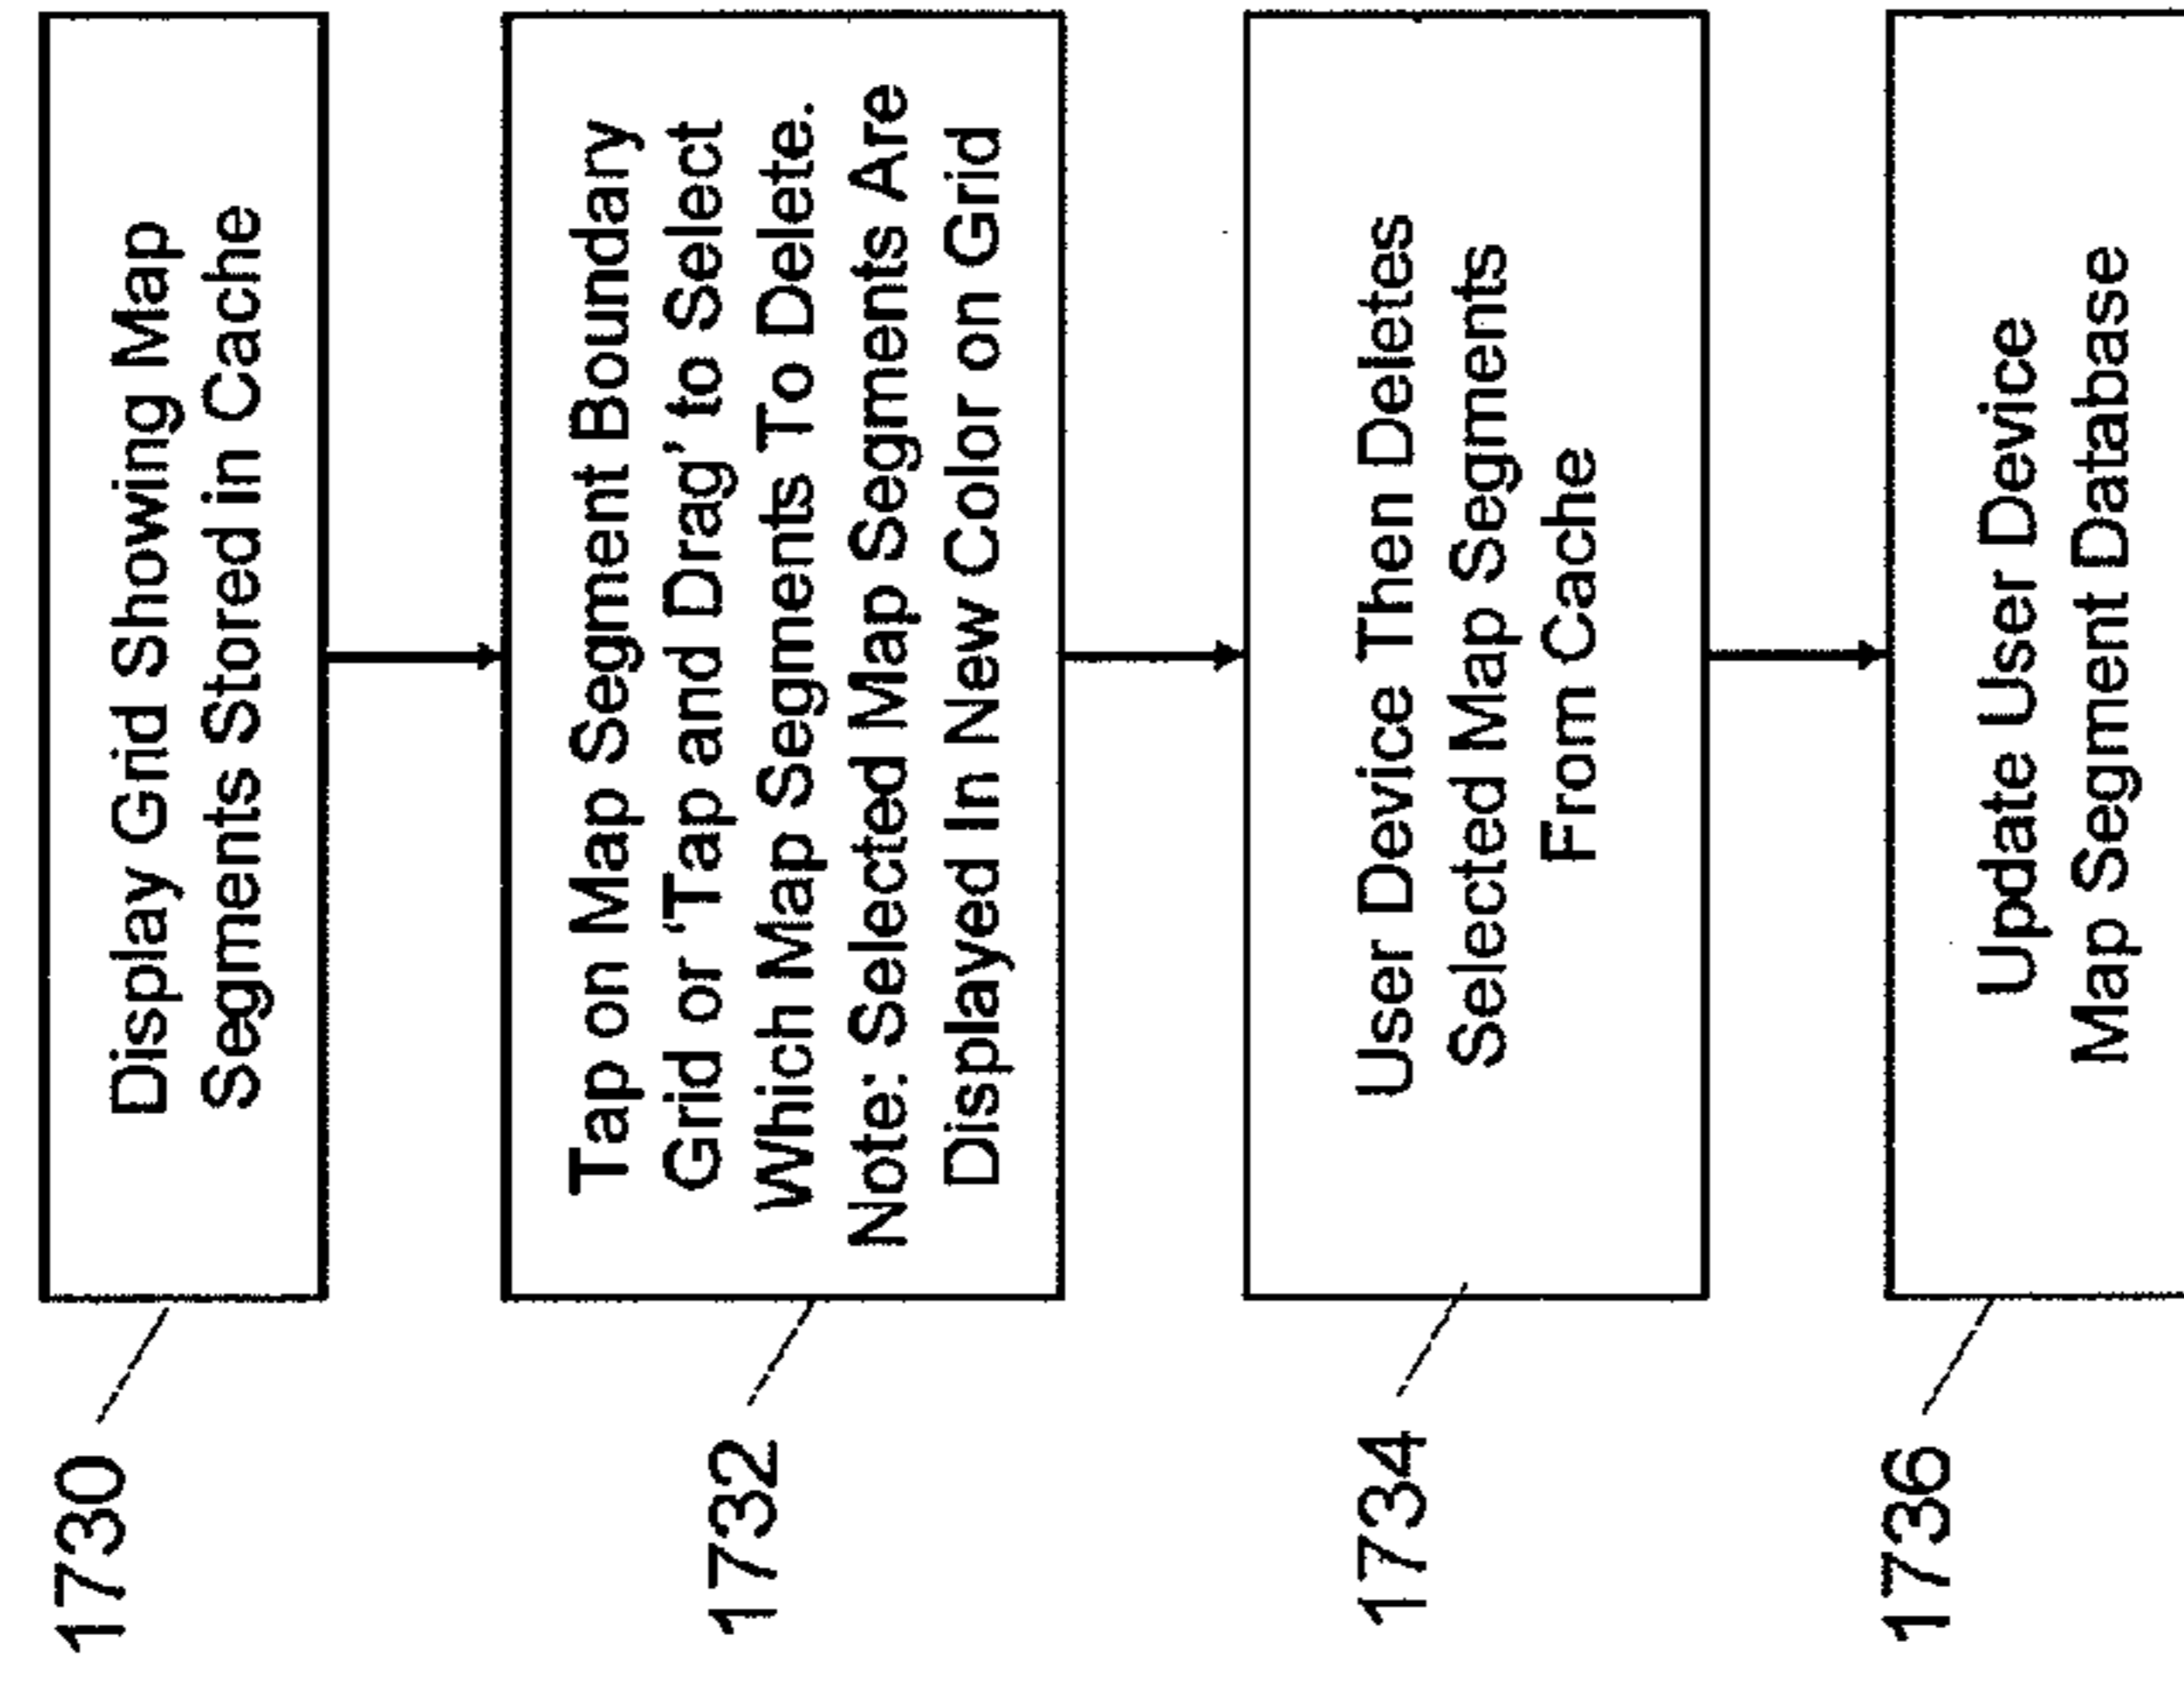 1730
Display Grid Showing Map
Segments Stored in Cache
1732
Tap on Map Segment Boundary
Grid or 'Tap and Drag' to Select
Which Map Segments To Delete.
Note: Selected Map Segments Are
Displayed In New Color on Grid
1734
User Device Then Deletes
Selected Map Segments
From Cache
1736
Update User Device
Map Segment Database